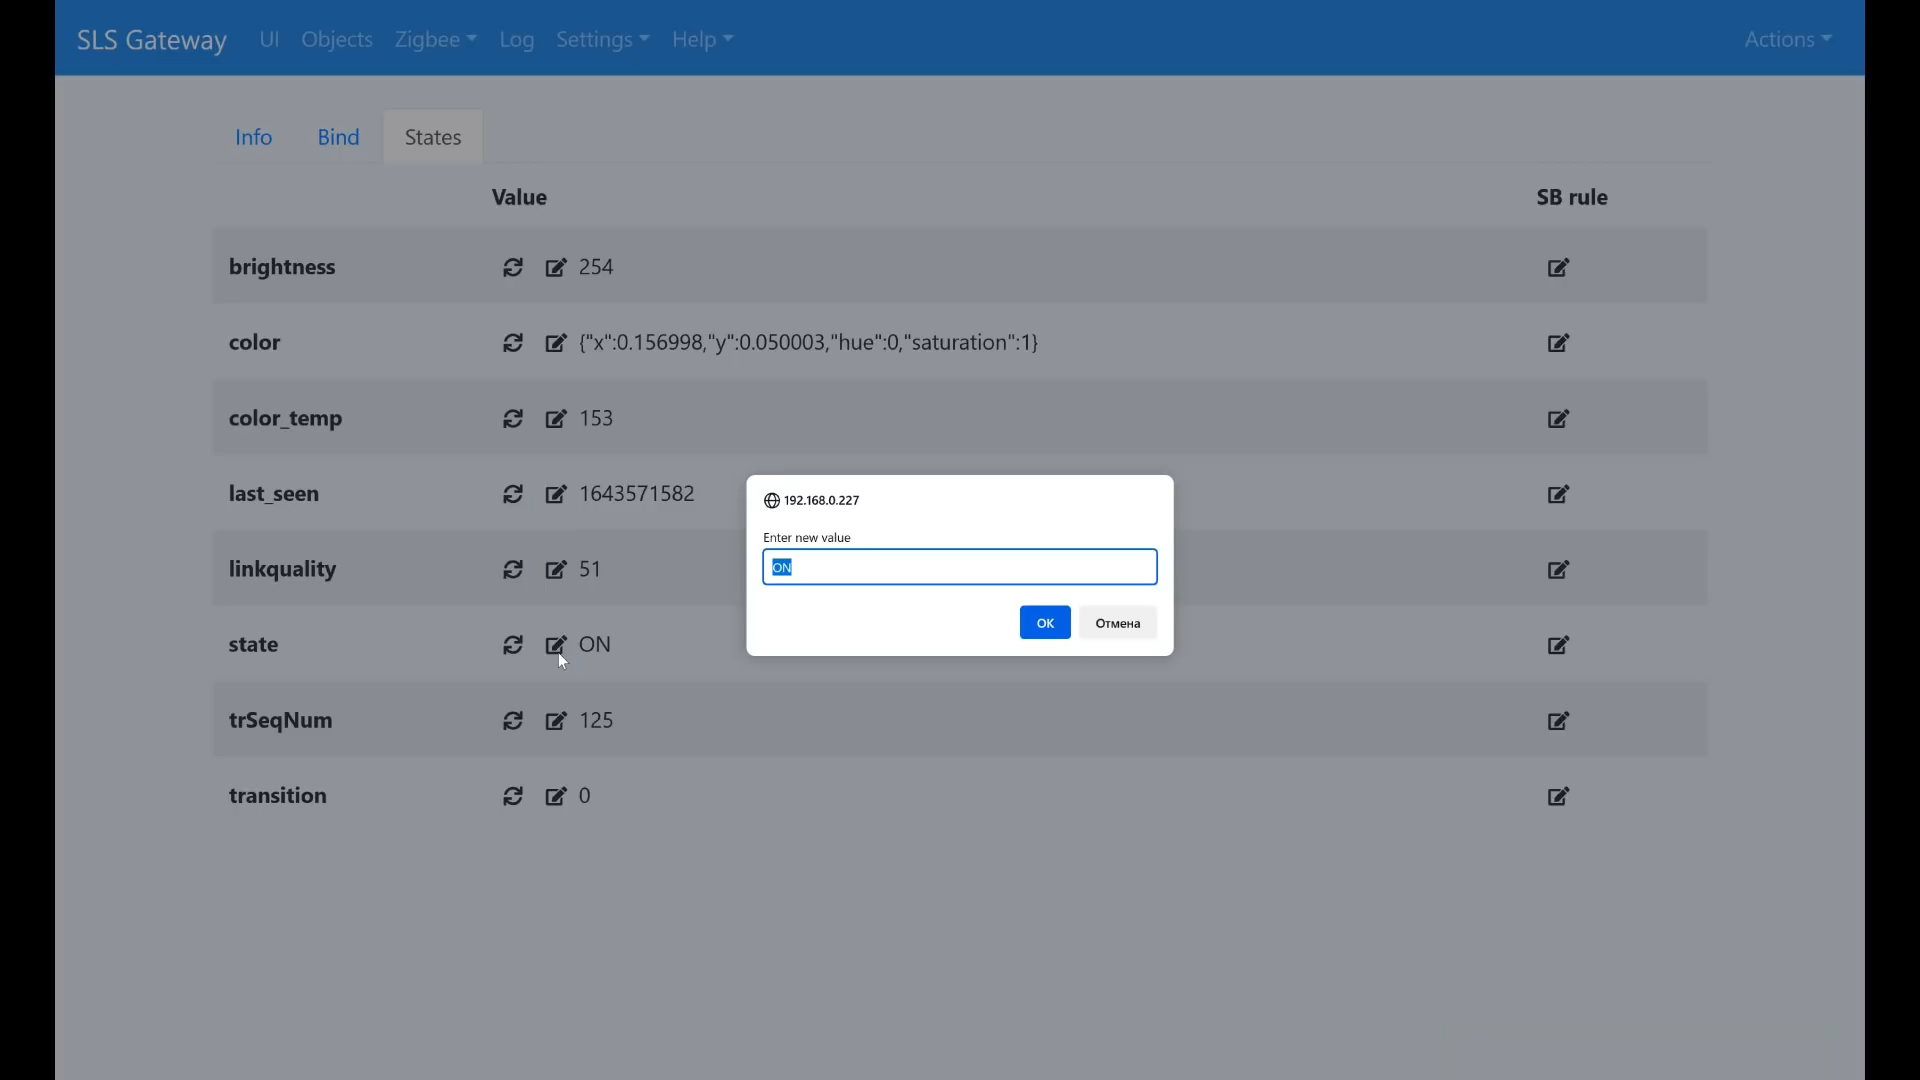 SLS Gateway UI Objects Zigbee Log Settings Help Actions
Info Bind States
Value SB rule
brightness 254
color {"x":0.156998,"y":0.050003,"hue":0,"saturation":1}
color_temp 153
last_seen 1643571582
192.168.0.227
Enter new value
ON
OK Отмена
linkquality 51
state ON
trSeqNum 125
transition 0